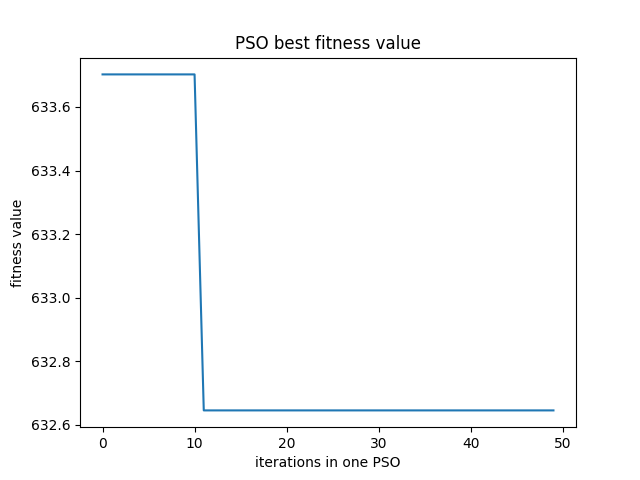 PSO best fitness value
fitness value
633.6
633.4
633.2
633.0
632.8
632.6
0 10 20 30 40 50
iterations in one PSO